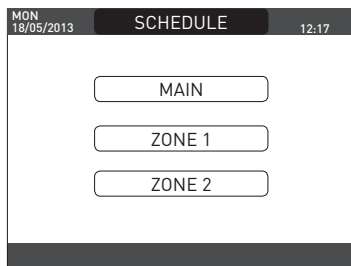 MON
18/05/2013
SCHEDULE
12:17
MAIN
ZONE 1
ZONE 2